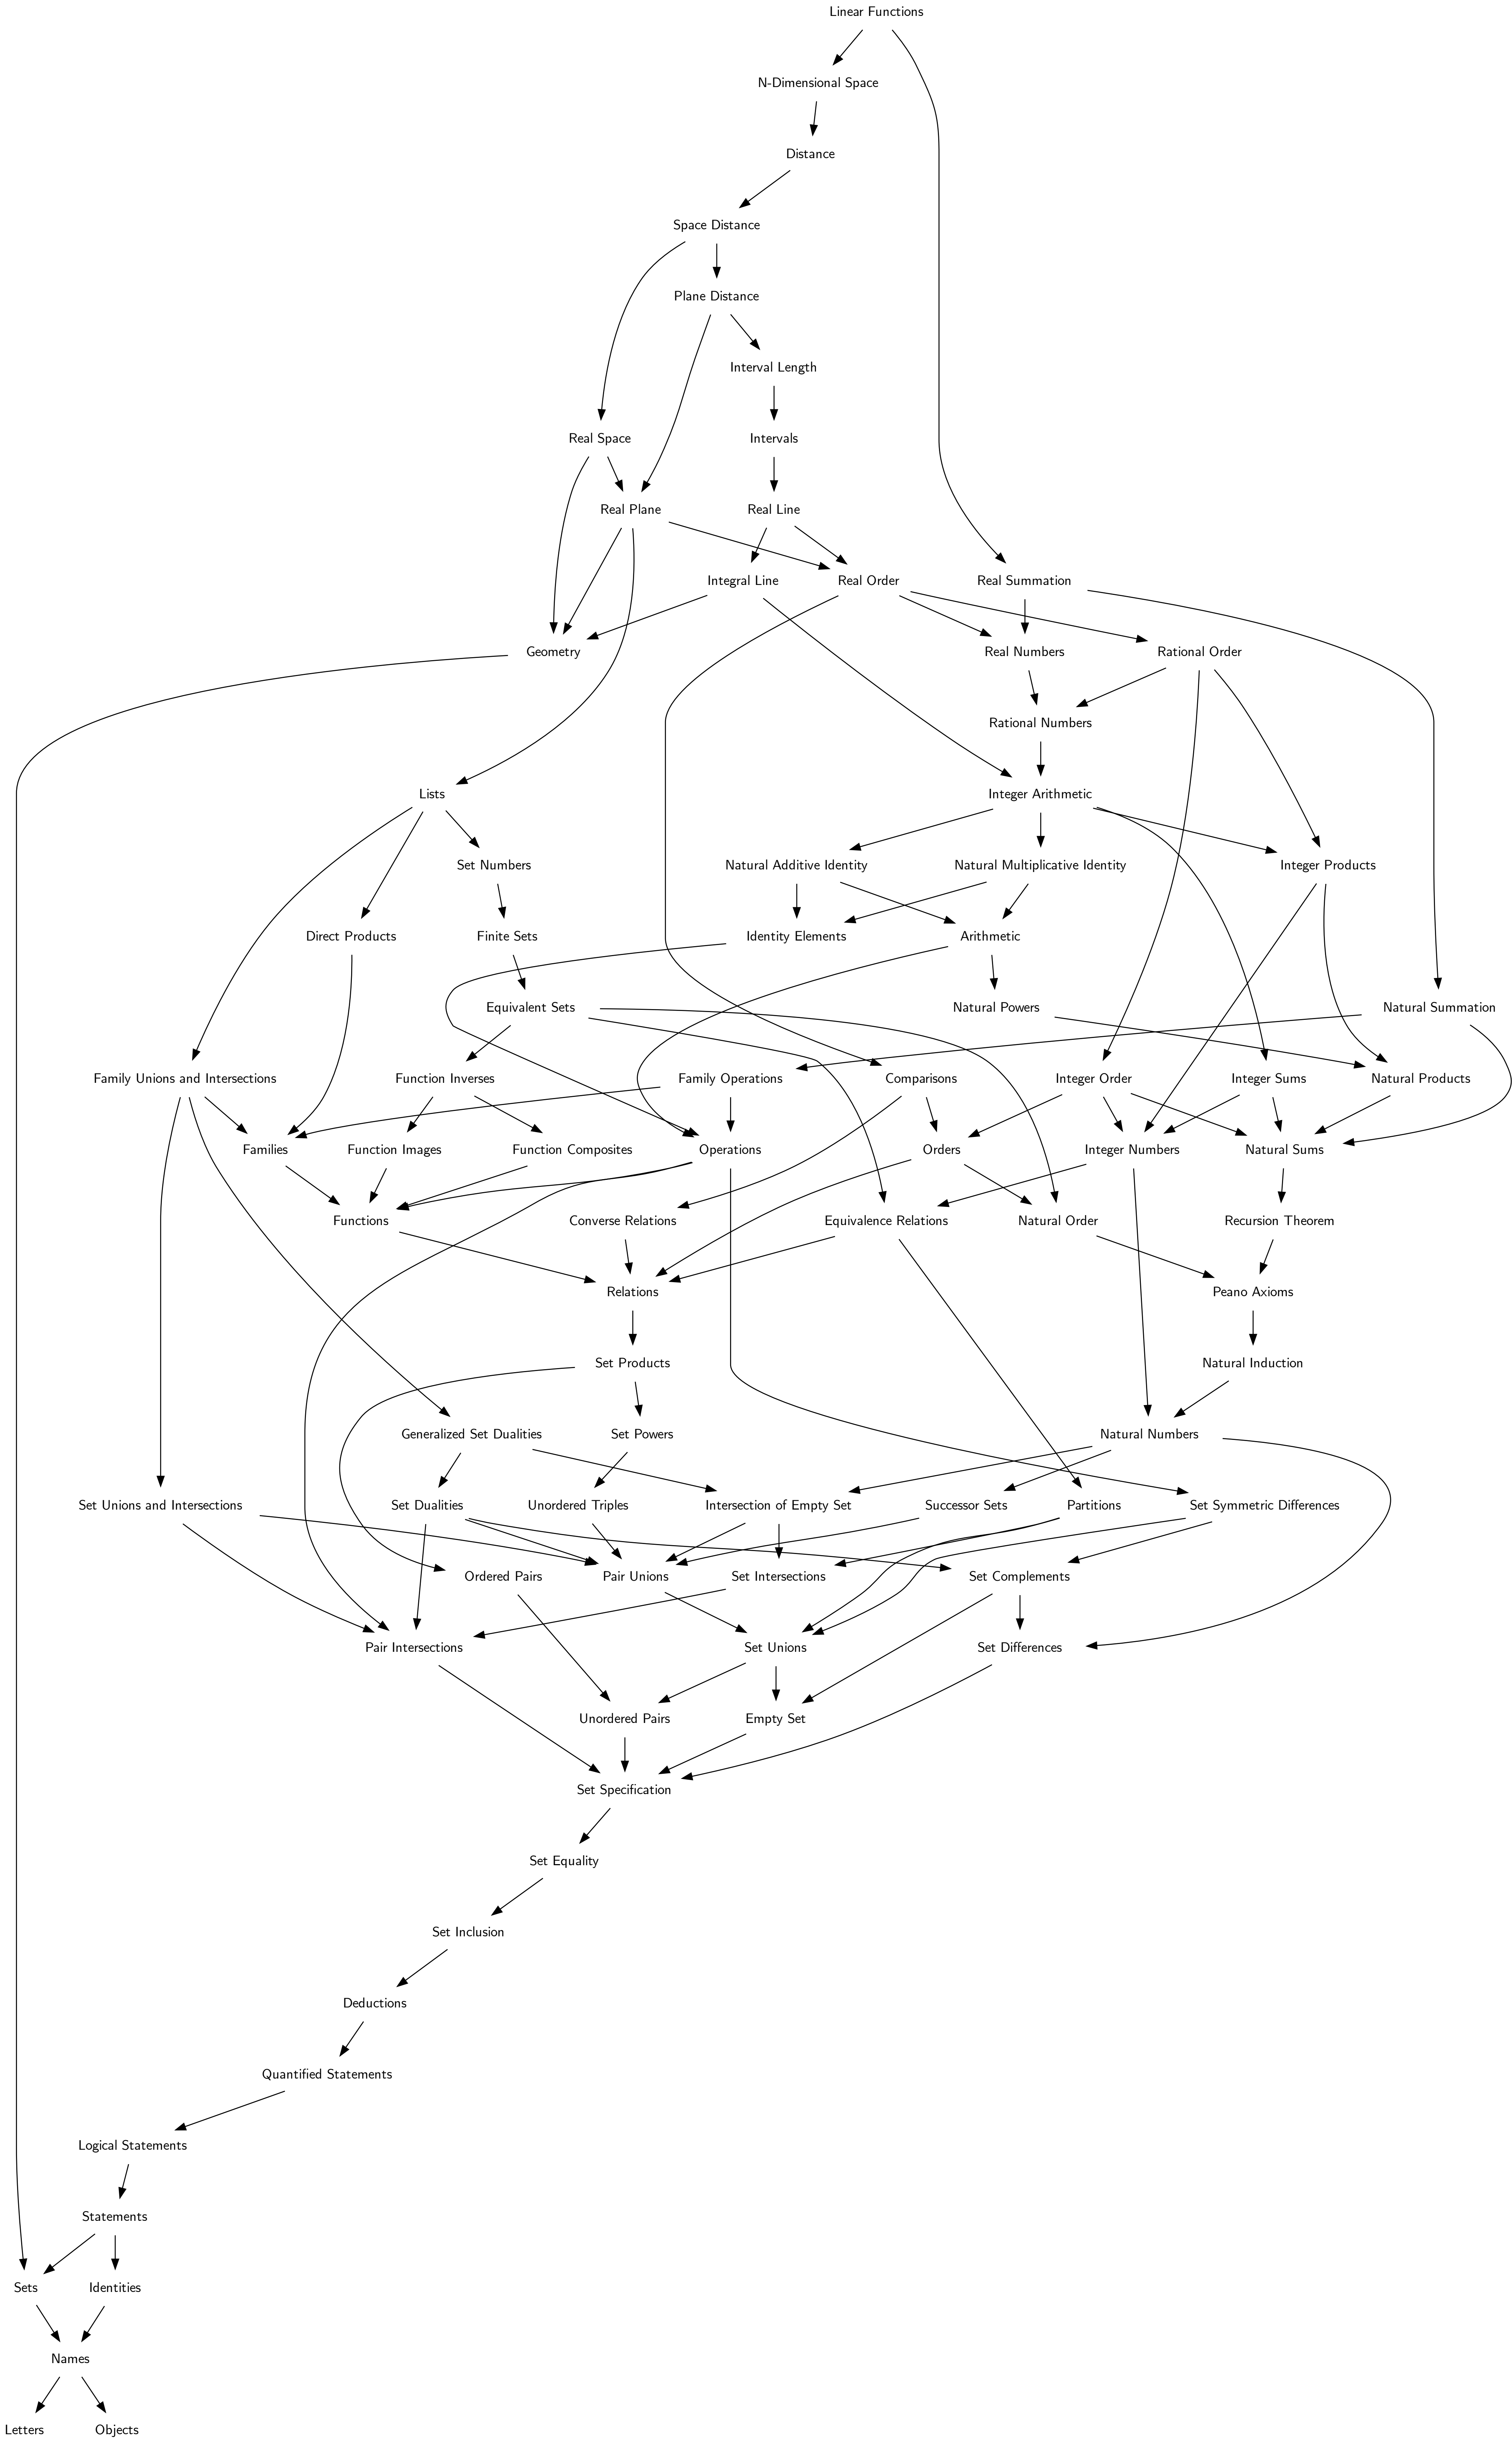 Linear Functions
N-Dimensional Space
Distance
Space Distance
Plane Distance
Interval Length
Real Space
Intervals
Real Plane
Real Line
Integral Line
Real Order
Real Summation
Geometry
Real Numbers
Rational Order
Rational Numbers
Lists
Integer Arithmetic
Set Numbers
Natural Additive Identity
Natural Multiplicative Identity
Integer Products
Direct Products
Finite Sets
Identity Elements
Arithmetic
Equivalent Sets
Natural Powers
Natural Summation
Family Unions and Intersections
Function Inverses
Family Operations
Comparisons
Integer Order
Integer Sums
Natural Products
Families
Function Images
Function Composites
Operations
Orders
Integer Numbers
Natural Sums
Functions
Converse Relations
Equivalence Relations
Natural Order
Recursion Theorem
Relations
Peano Axioms
Set Products
Natural Induction
Generalized Set Dualities
Set Powers
Natural Numbers
Set Unions and Intersections
Set Dualities
Unordered Triples
Intersection of Empty Set
Successor Sets
Partitions
Set Symmetric Differences
Ordered Pairs
Pair Unions
Set Intersections
Set Complements
Pair Intersections
Set Unions
Set Differences
Unordered Pairs
Empty Set
Set Specification
Set Equality
Set Inclusion
Deductions
Quantified Statements
Logical Statements
Statements
Sets
Identities
Names
Letters
Objects